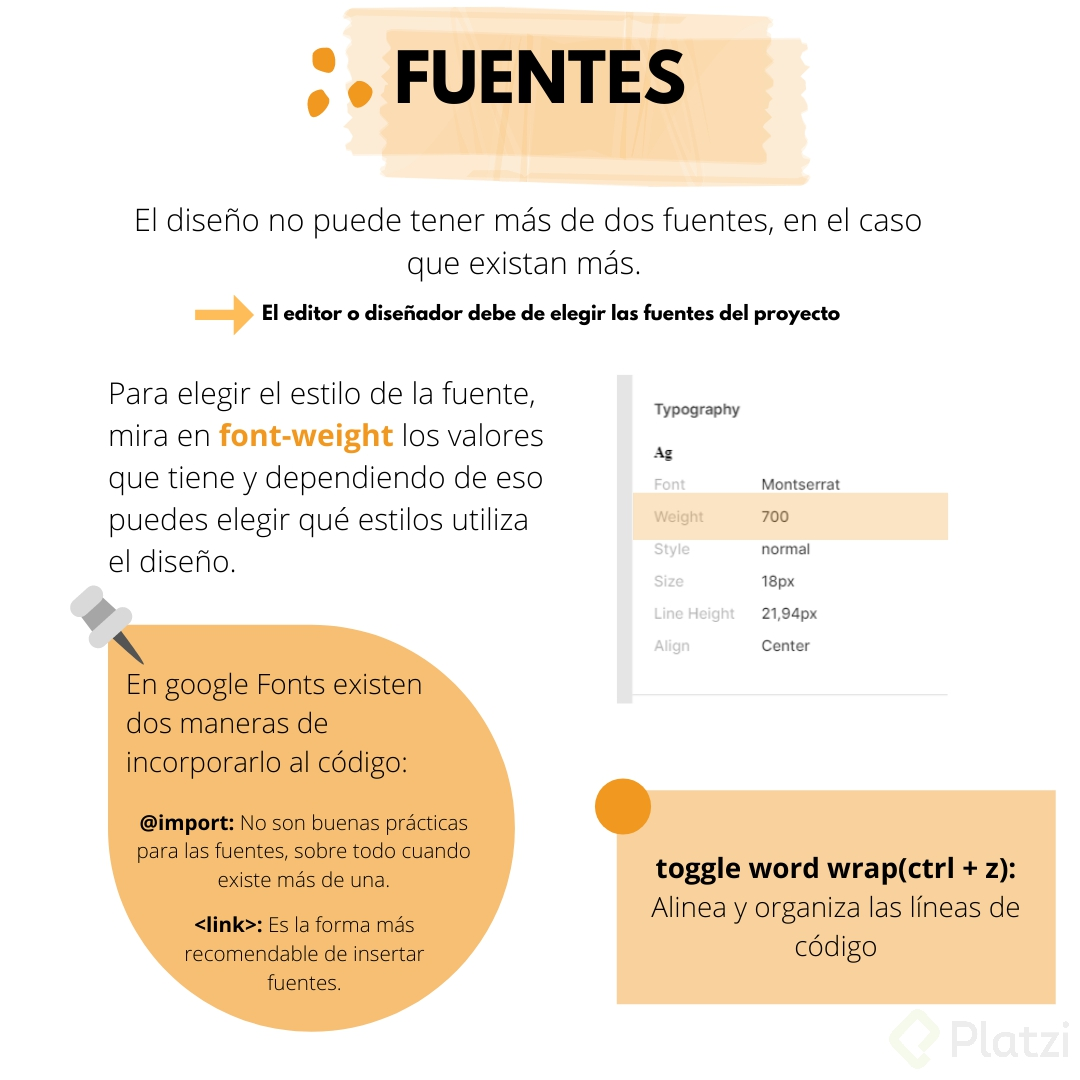 FUENTES
El diseño no puede tener más de dos fuentes, en el caso
que existan más.
El editor o diseñador debe de elegir las fuentes del proyecto
Para elegir el estilo de la fuente,
mira en font-weight los valores
que tiene y dependiendo de eso
puedes elegir qué estilos utiliza
el diseño.
Typography
Ag
Font Montserrat
Weight 700
Style normal
Size 18px
Line Height 21,94px
Align Center
En google Fonts existen
dos maneras de
incorporarlo al código:
@import: No son buenas prácticas
para las fuentes, sobre todo cuando
existe más de una.
<link>: Es la forma más
recomendable de insertar
fuentes.
toggle word wrap(ctrl + z):
Alinea y organiza las líneas de
código
Platzi